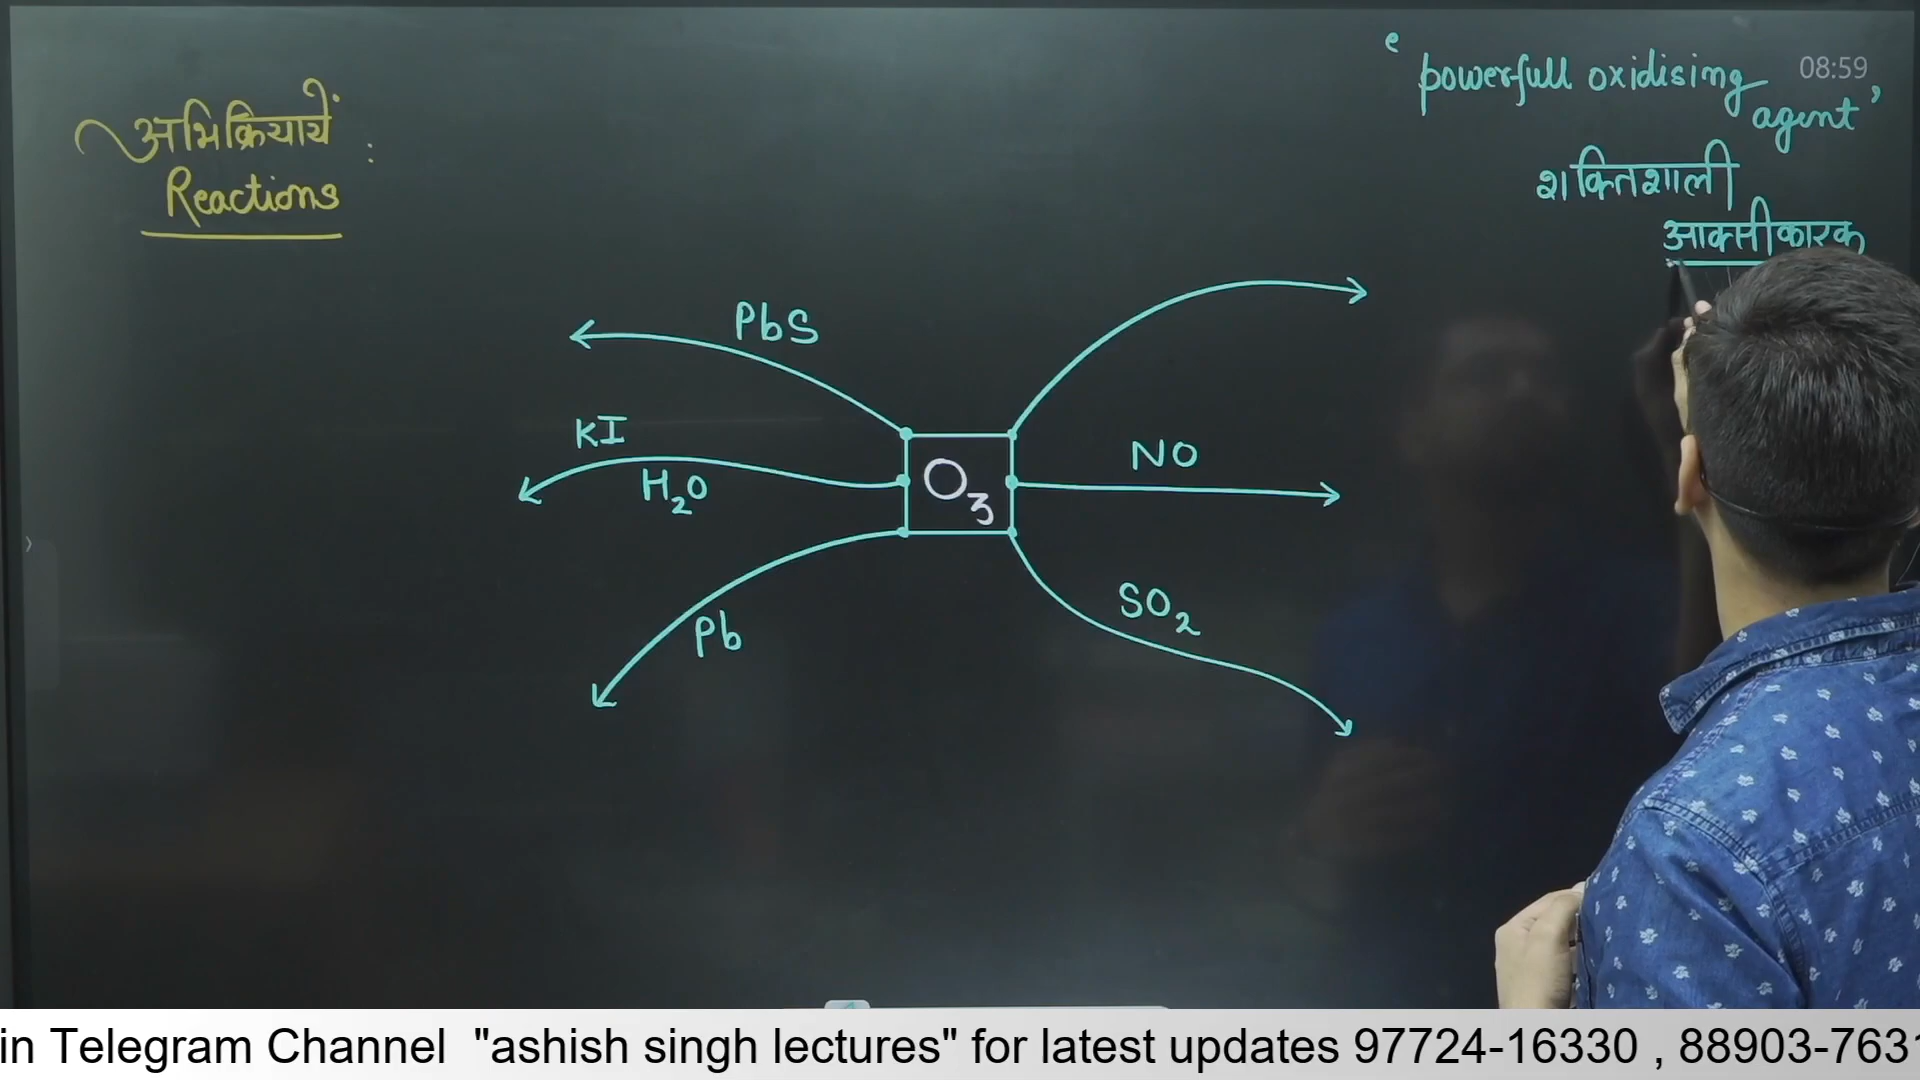 ‘powerfull oxidising
agent’
08:59
शक्तिशाली
आक्सीकारक
अभिक्रियायें :
Reactions
PbS
KI
H₂O
Pb
O₃
NO
SO₂
in Telegram Channel "ashish singh lectures" for latest updates 97724-16330 , 88903-7631